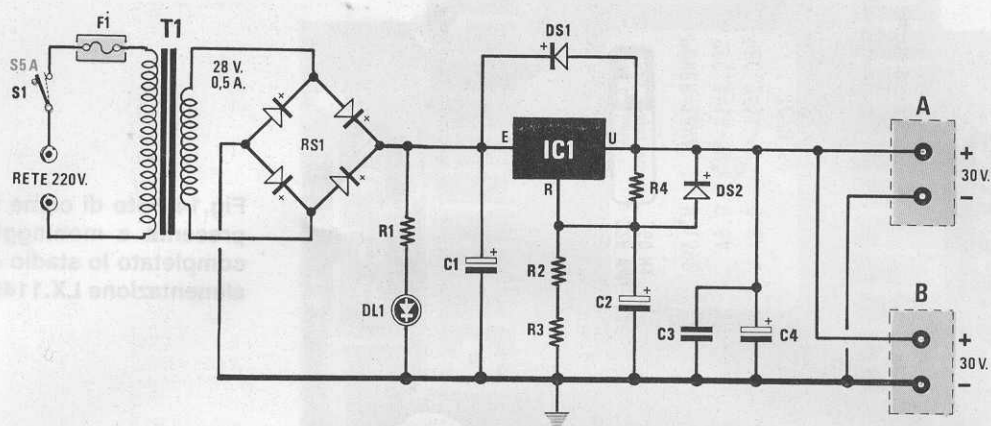 Fi
T1
S5A
S1
RETE 220V.
28 V.
0,5 A.
RS1
R1
DL1
C1
DS1
E
IC1
U
R
R4
DS2
R2
R3
C2
C3
C4
A
+
30 V.
-
B
+
30 V.
-